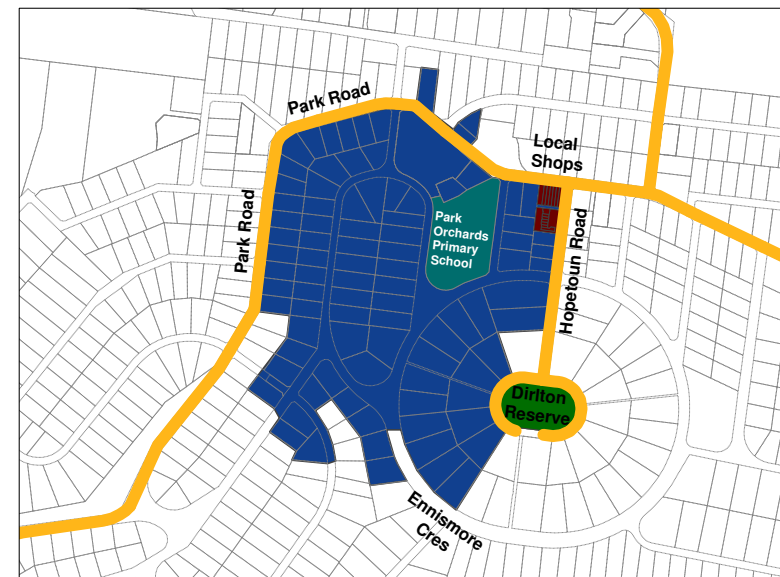 Park Road
Local
Shops
Park Road
Park
Orchards
Primary
School
Hopetoun Road
Dirlton
Reserve
Ennismore
Cres